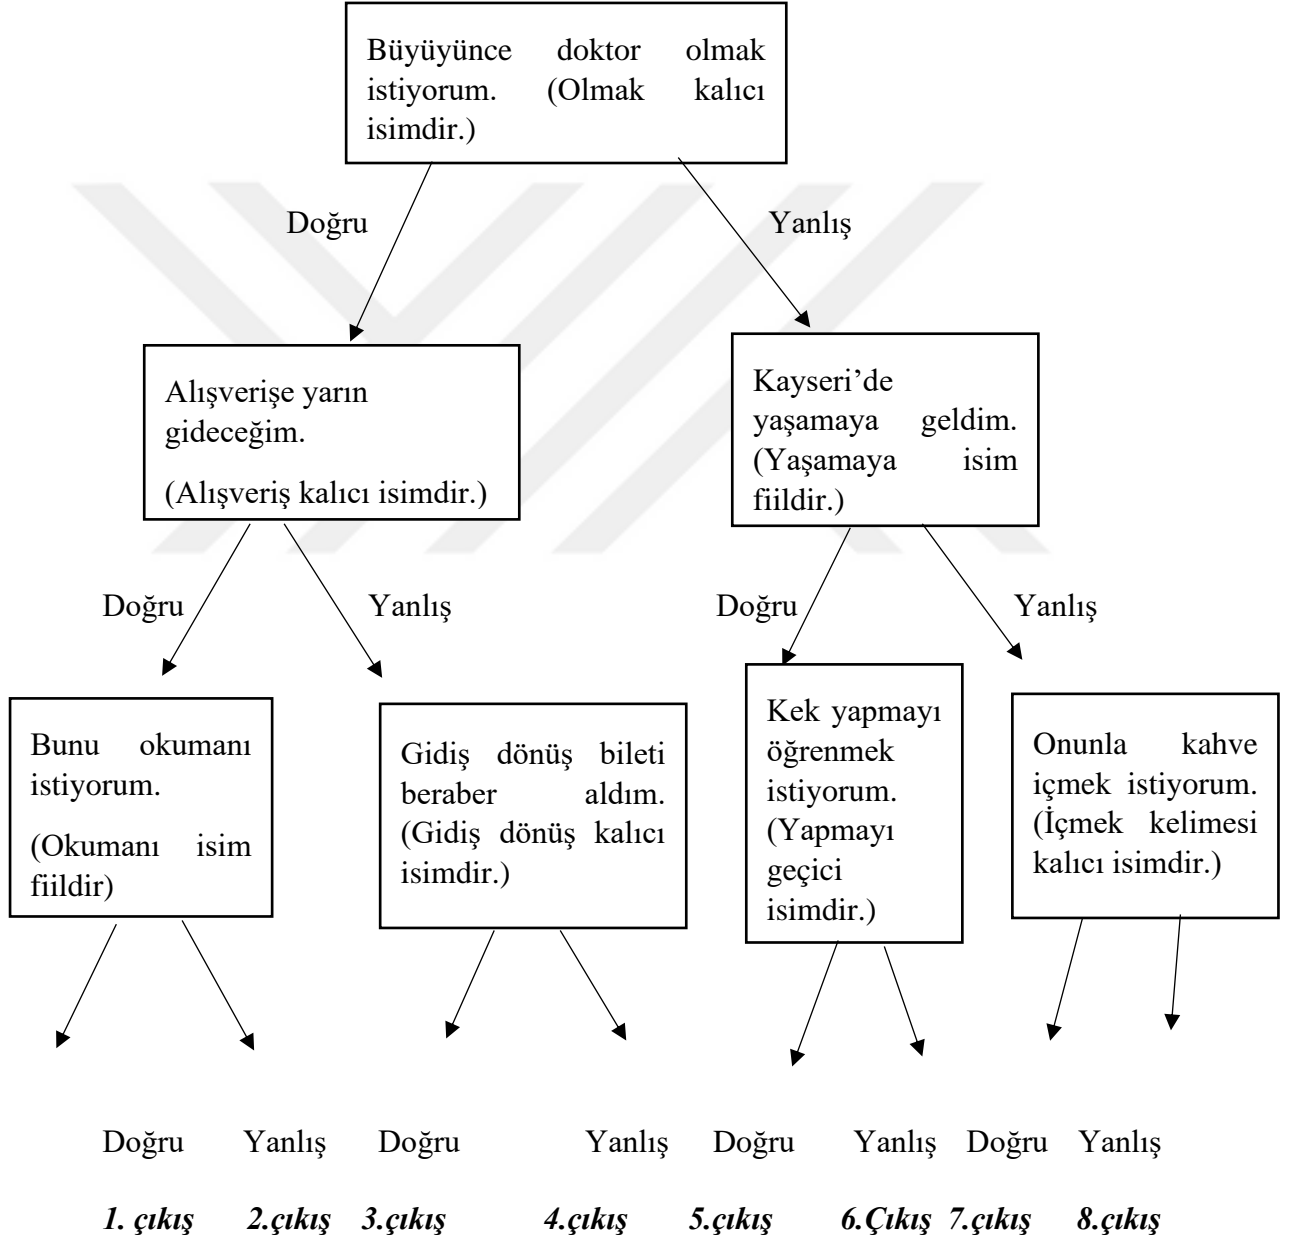 Büyüyünce doktor olmak
istiyorum. (Olmak kalıcı
isimdir.)
Doğru
Yanlış
Alışverişe yarın
gideceğim.
(Alışveriş kalıcı isimdir.)
Kayseri’de
yaşamaya geldim.
(Yaşamaya isim
fiildir.)
Doğru
Yanlış
Doğru
Yanlış
Bunu okumanı
istiyorum.
(Okumanı isim
fiildir)
Gidiş dönüş bileti
beraber aldım.
(Gidiş dönüş kalıcı
isimdir.)
Kek yapmayı
öğrenmek
istiyorum.
(Yapmayı
geçici
isimdir.)
Onunla kahve
içmek istiyorum.
(İçmek kelimesi
kalıcı isimdir.)
Doğru Yanlış Doğru Yanlış Doğru Yanlış Doğru Yanlış
1. çıkış 2.çıkış 3.çıkış 4.çıkış 5.çıkış 6.Çıkış 7.çıkış 8.çıkış